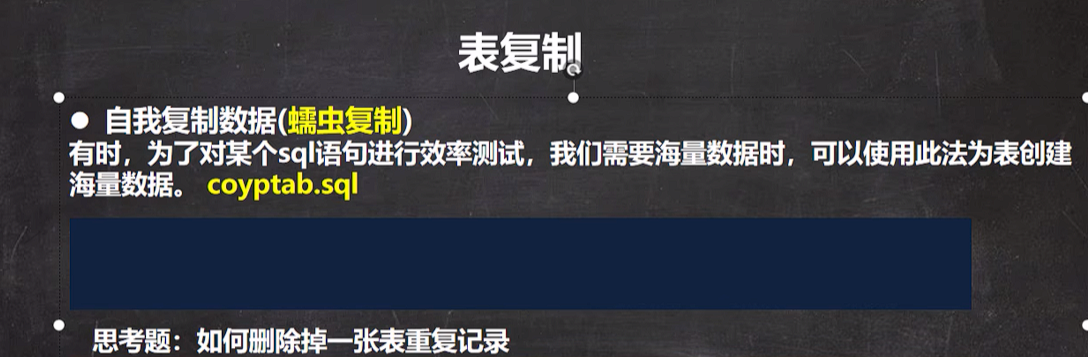 表复制
● 自我复制数据(蠕虫复制)
有时，为了对某个sql语句进行效率测试，我们需要海量数据时，可以使用此法为表创建
海量数据。 coyptab.sql
思考题：如何删除掉一张表重复记录